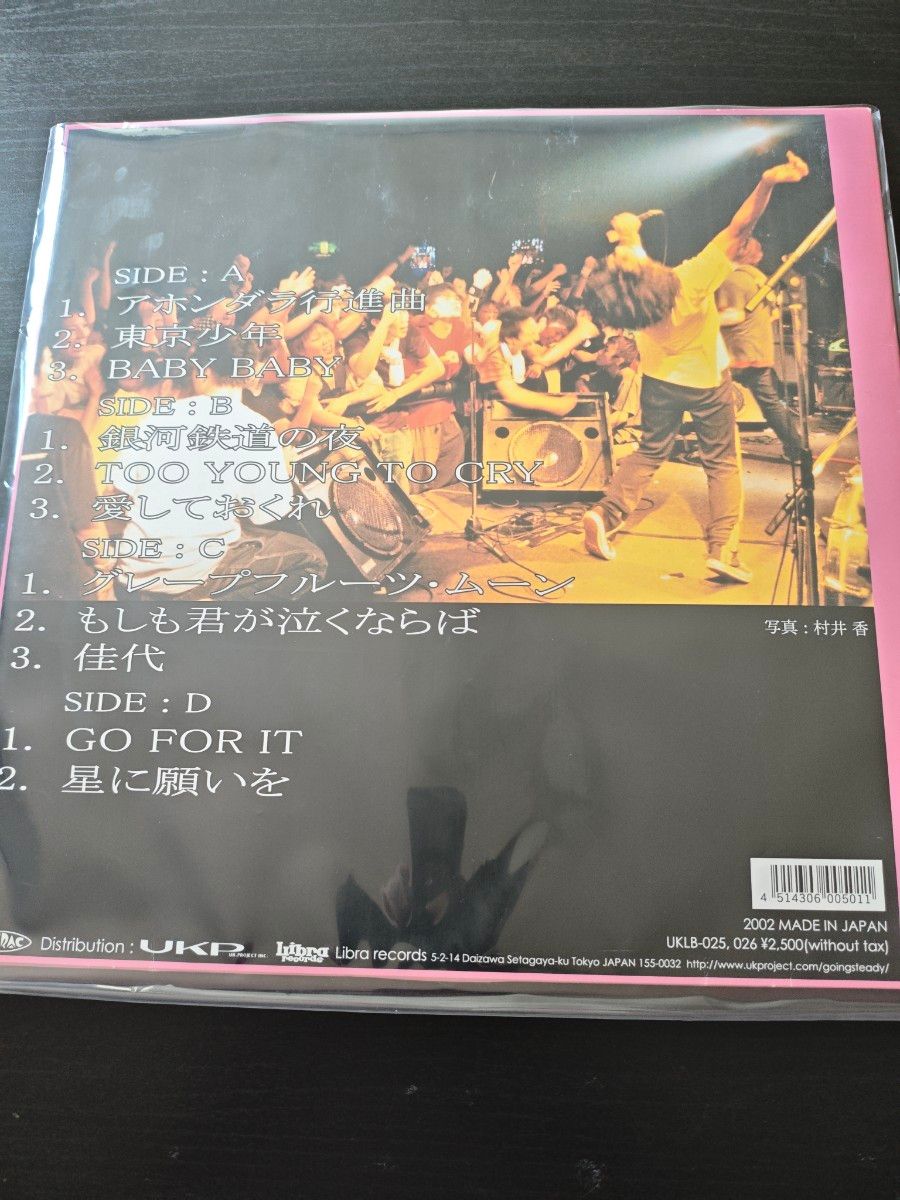 SIDE : A
1. アホンダラ行進曲
2. 東京少年
3. BABY BABY
SIDE : B
1. 銀河鉄道の夜
2. TOO YOUNG TO CRY
3. 愛しておくれ
SIDE : C
1. グレープフルーツ・ムーン
2. もしも君が泣くならば
3. 佳代
SIDE : D
1. GO FOR IT
2. 星に願いを
写真 : 村井 香
4 514306 005011
2002 MADE IN JAPAN
UKLB-025, 026 ¥2,500(without tax)
Distribution : UKP UK.PROJECT INC. Libra records Libra records 5-2-14 Daizawa Setagaya-ku Tokyo JAPAN 155-0032 http://www.ukproject.com/goingsteady/